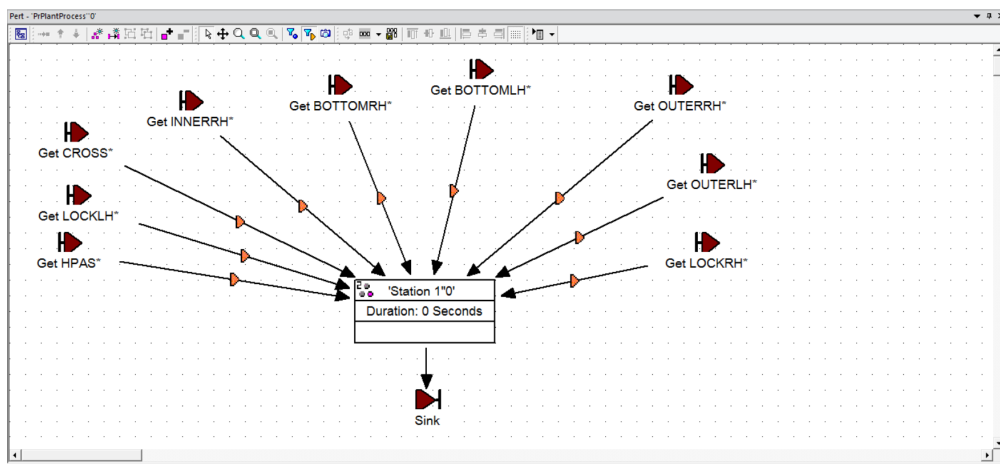 Pert - 'PrPlantProcess''0'
Get BOTTOMLH*
Get BOTTOMRH*
Get OUTERRH*
Get INNERRH*
Get CROSS*
Get OUTERLH*
Get LOCKLH*
Get HPAS*
Get LOCKRH*
'Station 1''0'
Duration: 0 Seconds
Sink